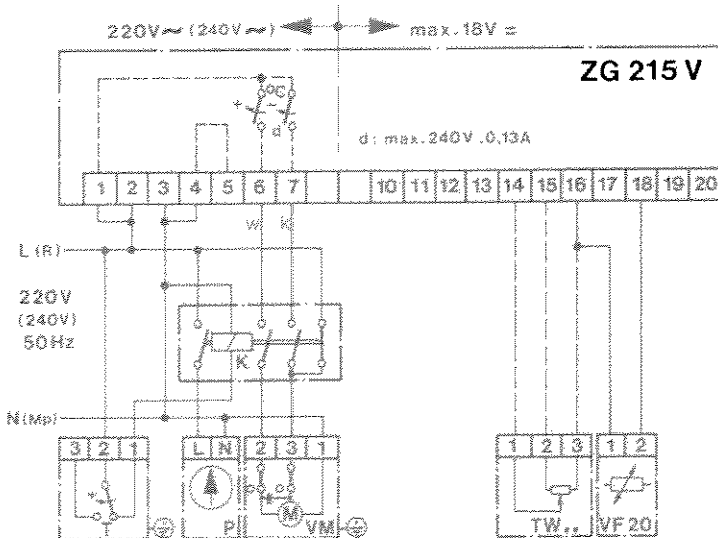 220V~ (240V~) max.18V =
ZG 215 V
°C
+ -
d
d: max.240V.0,13A
1 2 3 4 5 6 7 10 11 12 13 14 15 16 17 18 19 20
w k
L (R)
220V
(240V)
50Hz
K
N(Mp)
3 2 1 L N 2 3 1 1 2 3 1 2
+
M
P VM TW.. VF 20